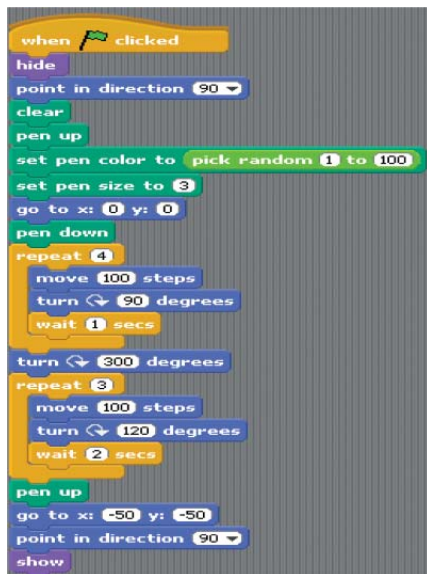 when clicked
hide
point in direction 90
clear
pen up
set pen color to pick random 1 to 100
set pen size to 3
go to x: 0 y: 0
pen down
repeat 4
move 100 steps
turn 90 degrees
wait 1 secs
turn 300 degrees
repeat 3
move 100 steps
turn 120 degrees
wait 2 secs
pen up
go to x: -50 y: -50
point in direction 90
show